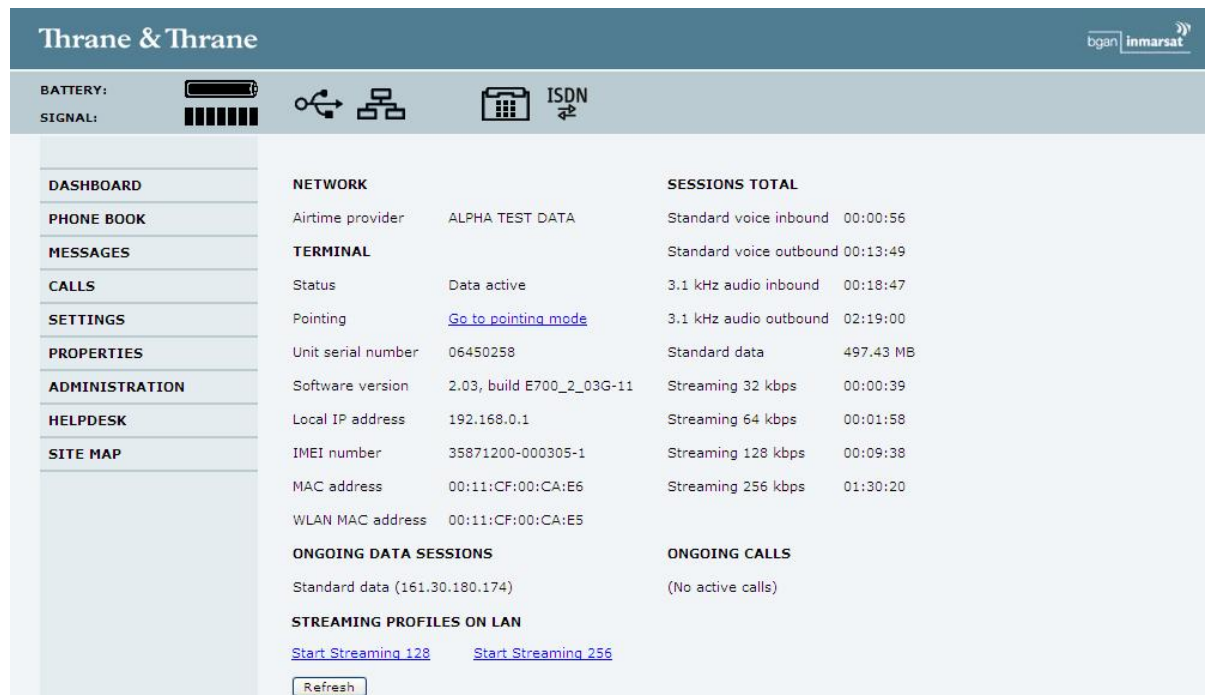 Thrane & Thrane
bgan inmarsat
BATTERY:
SIGNAL:
ISDN
DASHBOARD
PHONE BOOK
MESSAGES
CALLS
SETTINGS
PROPERTIES
ADMINISTRATION
HELPDESK
SITE MAP
NETWORK
Airtime provider ALPHA TEST DATA
TERMINAL
Status Data active
Pointing Go to pointing mode
Unit serial number 06450258
Software version 2.03, build E700_2_03G-11
Local IP address 192.168.0.1
IMEI number 35871200-000305-1
MAC address 00:11:CF:00:CA:E6
WLAN MAC address 00:11:CF:00:CA:E5
ONGOING DATA SESSIONS
Standard data (161.30.180.174)
STREAMING PROFILES ON LAN
Start Streaming 128 Start Streaming 256
Refresh
SESSIONS TOTAL
Standard voice inbound 00:00:56
Standard voice outbound 00:13:49
3.1 kHz audio inbound 00:18:47
3.1 kHz audio outbound 02:19:00
Standard data 497.43 MB
Streaming 32 kbps 00:00:39
Streaming 64 kbps 00:01:58
Streaming 128 kbps 00:09:38
Streaming 256 kbps 01:30:20
ONGOING CALLS
(No active calls)